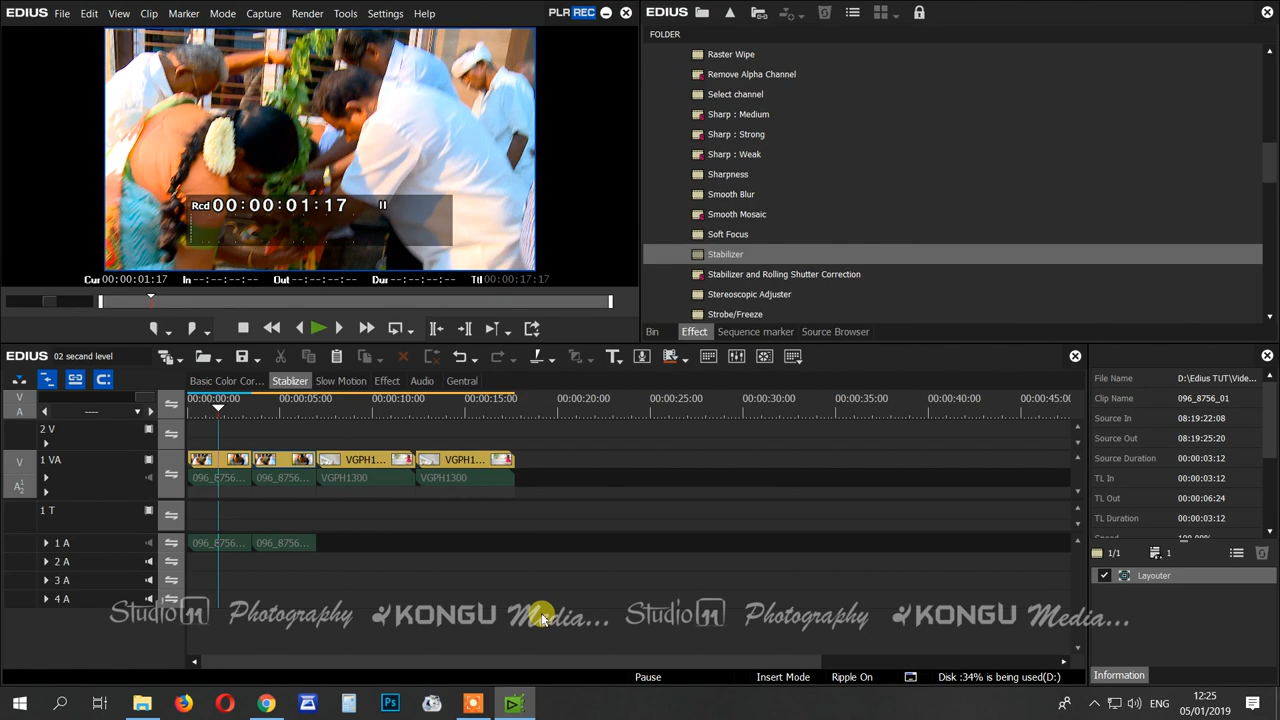 EDIUS File Edit View Clip Marker Mode Capture Render Tools Settings Help PLR REC
Rcd 00:00:01:17
Cur 00:00:01:17 In --:--:--:-- Out --:--:--:-- Dur --:--:--:-- Ttl 00:00:17:17
EDIUS
FOLDER
Raster Wipe
Remove Alpha Channel
Select channel
Sharp : Medium
Sharp : Strong
Sharp : Weak
Sharpness
Smooth Blur
Smooth Mosaic
Soft Focus
Stabilizer
Stabilizer and Rolling Shutter Correction
Stereoscopic Adjuster
Strobe/Freeze
Bin Effect Sequence marker Source Browser
EDIUS 02 second level
Basic Color Cor... Stablizer Slow Motion Effect Audio Gentral
V
A
----
00:00:00:00 00:00:05:00 00:00:10:00 00:00:15:00 00:00:20:00 00:00:25:00 00:00:30:00 00:00:35:00 00:00:40:00 00:00:45:00
2 V
V 1 VA VGPH1... VGPH1...
A1 096_8756... 096_8756... VGPH1300 VGPH1300
1 T
1 A 096_8756... 096_8756...
2 A
3 A
4 A
Studio n Photography KONGU Media... Studio n Photography KONGU Media...
Pause Insert Mode Ripple On Disk :34% is being used(D:)
File Name D:\Edius TUT\Vide...
Clip Name 096_8756_01
Source In 08:19:22:08
Source Out 08:19:25:20
Source Duration 00:00:03:12
TL In 00:00:03:12
TL Out 00:00:06:24
TL Duration 00:00:03:12
1/1 1
Layouter
Information
Ps ENG 12:25
05/01/2019